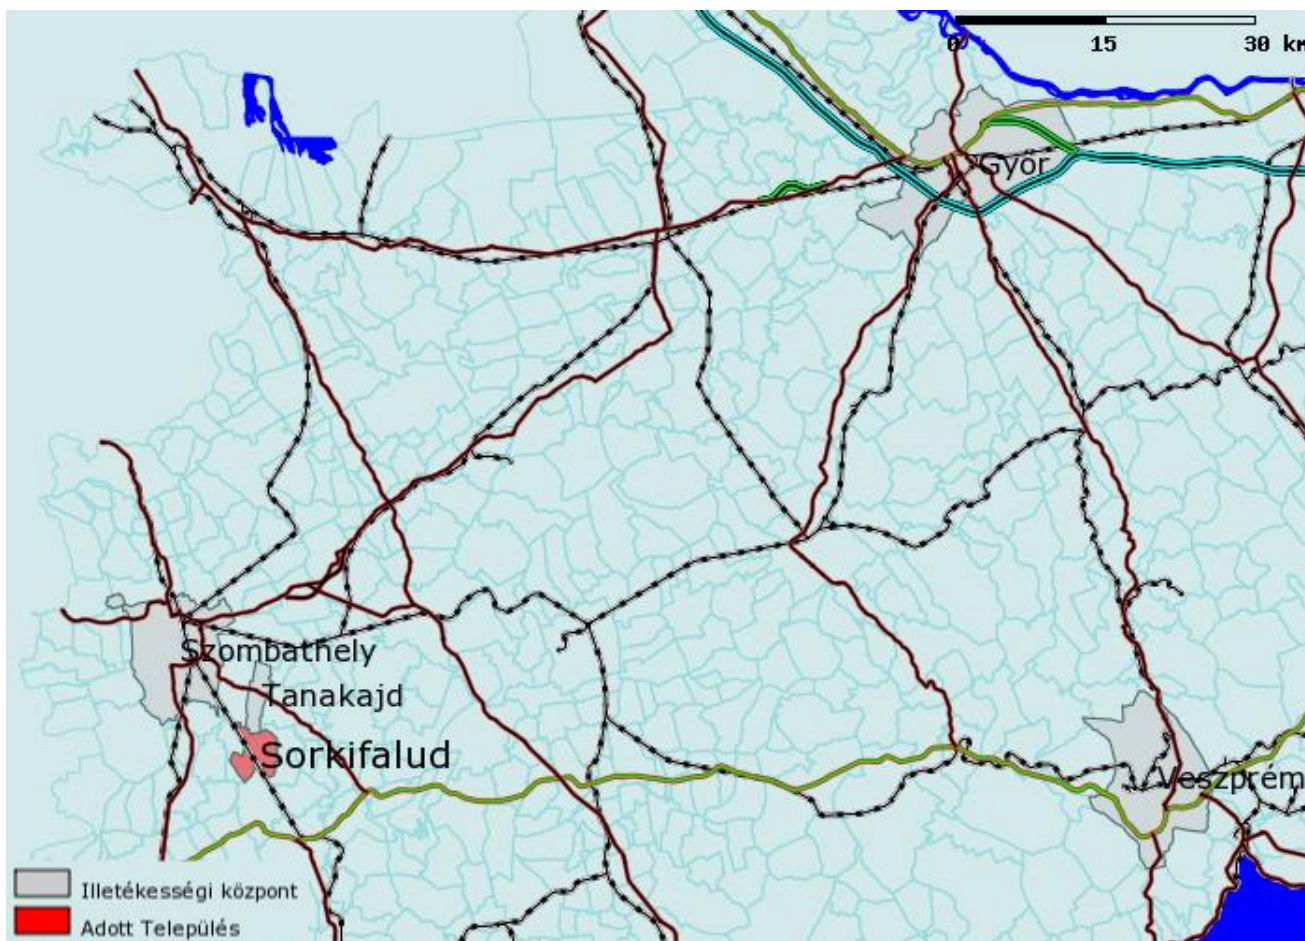 0 15 30 km
Győr
Szombathely
Tanakajd
Sorkifalud
Veszprém
Illetékességi központ
Adott Település